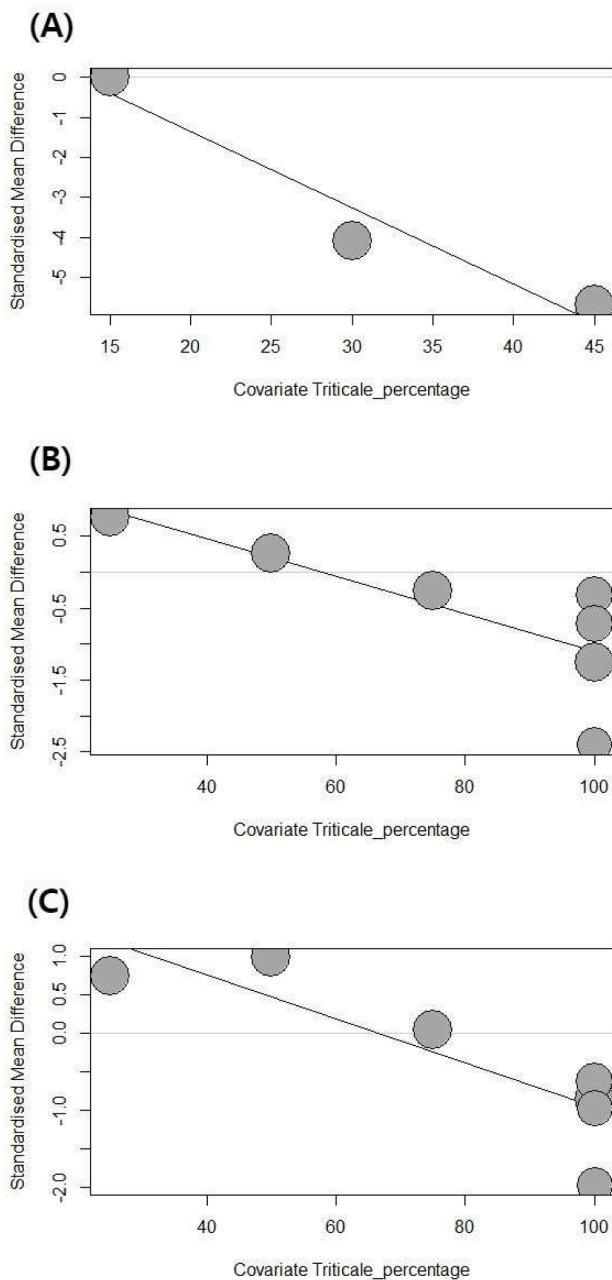 (A)
Standardised Mean Difference
0
-1
-2
-3
-4
-5
15 20 25 30 35 40 45
Covariate Triticale_percentage
(B)
Standardised Mean Difference
0.5
-0.5
-1.5
-2.5
40 60 80 100
Covariate Triticale_percentage
(C)
Standardised Mean Difference
1.0
0.5
0.0
-1.0
-2.0
40 60 80 100
Covariate Triticale_percentage